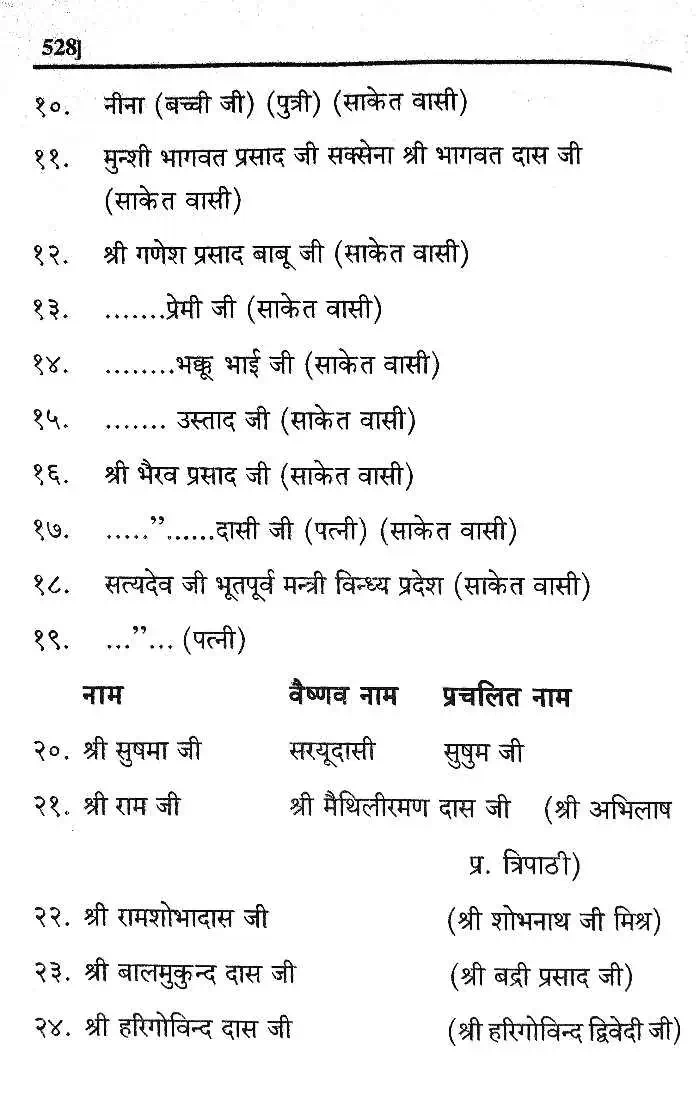 528]
१०. नीना (बच्ची जी) (पुत्री) (साकेत वासी)
११. मुन्शी भागवत प्रसाद जी सक्सेना श्री भागवत दास जी
(साकेत वासी)
१२. श्री गणेश प्रसाद बाबू जी (साकेत वासी)
१३. .......प्रेमी जी (साकेत वासी)
१४. ........भक्कू भाई जी (साकेत वासी)
१५. ....... उस्ताद जी (साकेत वासी)
१६. श्री भैरव प्रसाद जी (साकेत वासी)
१७. .....”......दासी जी (पत्नी) (साकेत वासी)
१८. सत्यदेव जी भूतपूर्व मन्त्री विन्ध्य प्रदेश (साकेत वासी)
१९. ...”... (पत्नी)
नाम वैष्णव नाम प्रचलित नाम
२०. श्री सुषमा जी सरयूदासी सुषुम जी
२१. श्री राम जी श्री मैथिलीरमण दास जी (श्री अभिलाष
प्र. त्रिपाठी)
२२. श्री रामशोभादास जी (श्री शोभनाथ जी मिश्र)
२३. श्री बालमुकुन्द दास जी (श्री बद्री प्रसाद जी)
२४. श्री हरिगोविन्द दास जी (श्री हरिगोविन्द द्विवेदी जी)